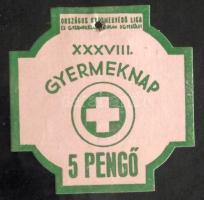 ORSZÁGOS GYERMEKVÉDŐ LIGA
XXXVIII.
GYERMEKNAP
5 PENGŐ